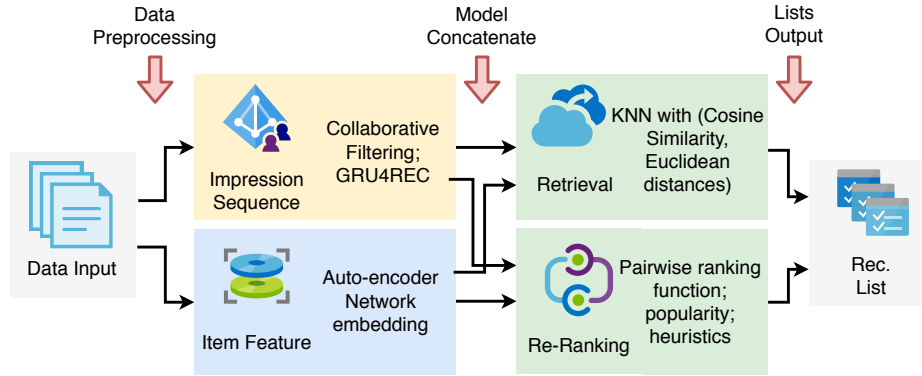 Data
Preprocessing
Model
Concatenate
Lists
Output
Data Input
Impression
Sequence
Collaborative
Filtering;
GRU4REC
Item Feature
Auto-encoder
Network
embedding
Retrieval
KNN with (Cosine
Similarity,
Euclidean
distances)
Re-Ranking
Pairwise ranking
function;
popularity;
heuristics
Rec.
List